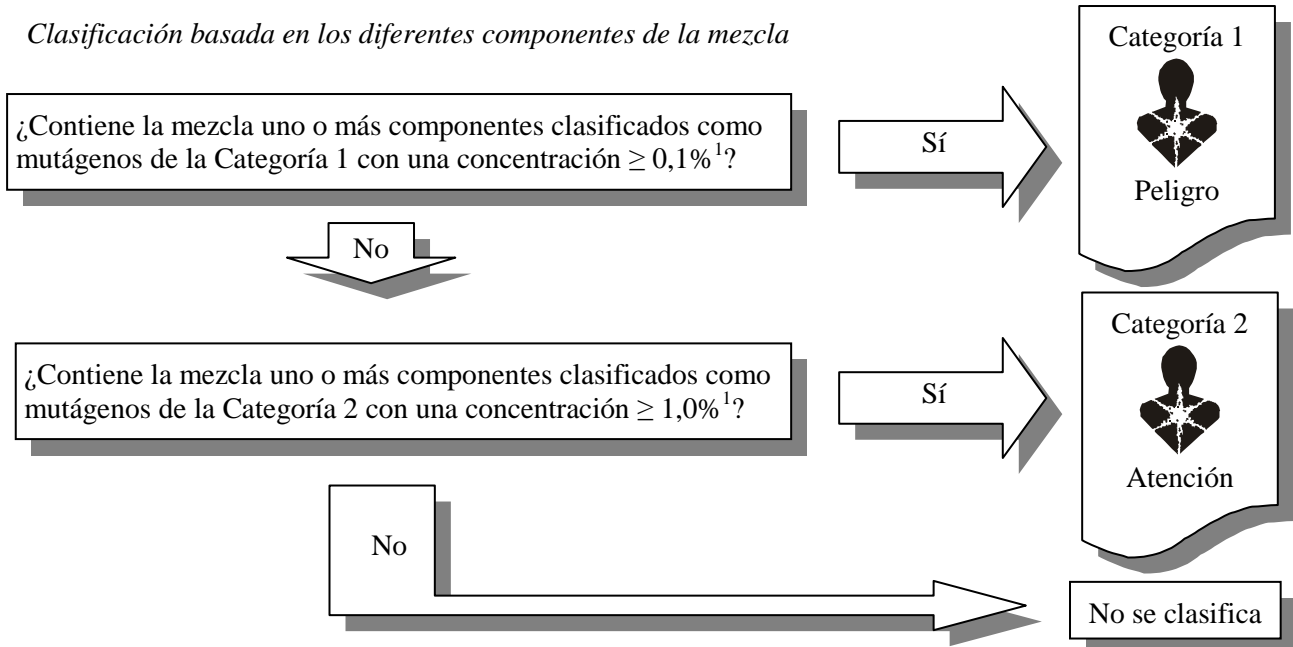 Clasificación basada en los diferentes componentes de la mezcla
Categoría 1
¿Contiene la mezcla uno o más componentes clasificados como
mutágenos de la Categoría 1 con una concentración ≥ 0,1%¹?
Sí
Peligro
No
Categoría 2
¿Contiene la mezcla uno o más componentes clasificados como
mutágenos de la Categoría 2 con una concentración ≥ 1,0%¹?
Sí
Atención
No
No se clasifica